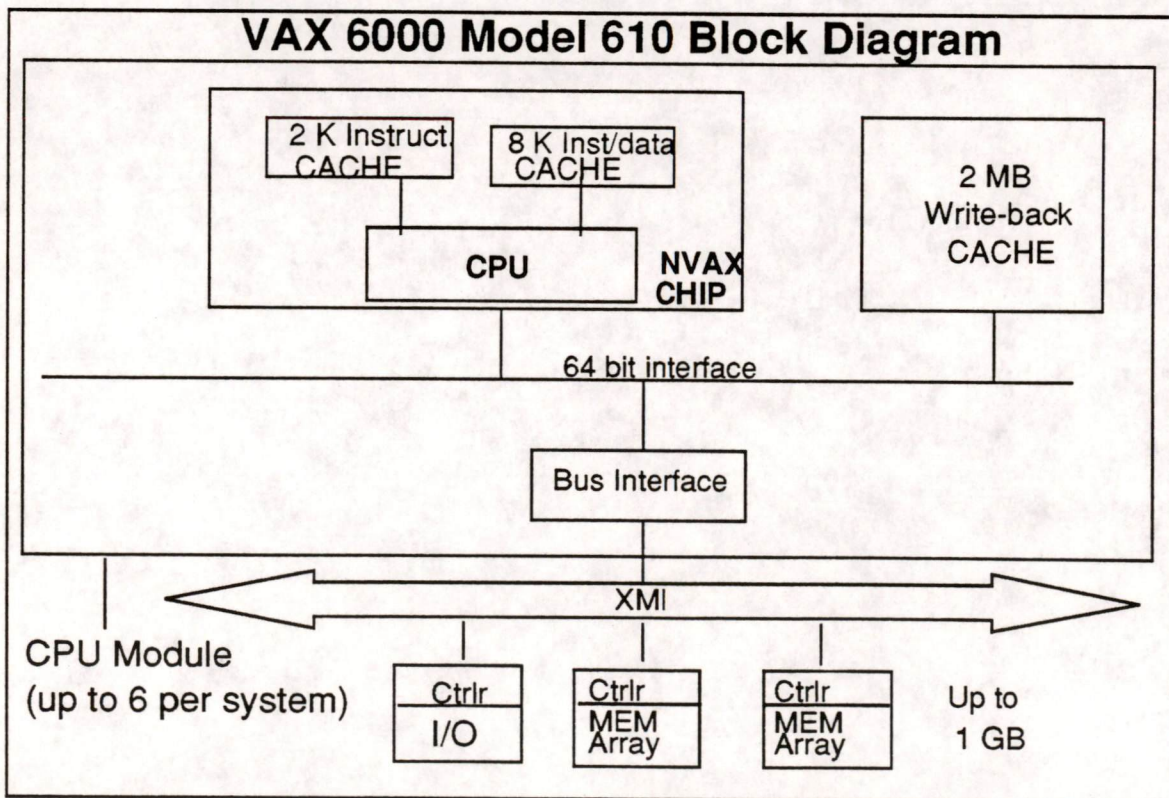 VAX 6000 Model 610 Block Diagram
2 K Instruct.
CACHE
8 K Inst/data
CACHE
CPU
NVAX
CHIP
2 MB
Write-back
CACHE
64 bit interface
Bus Interface
XMI
CPU Module
(up to 6 per system)
Ctrlr
I/O
Ctrlr
MEM
Array
Ctrlr
MEM
Array
Up to
1 GB